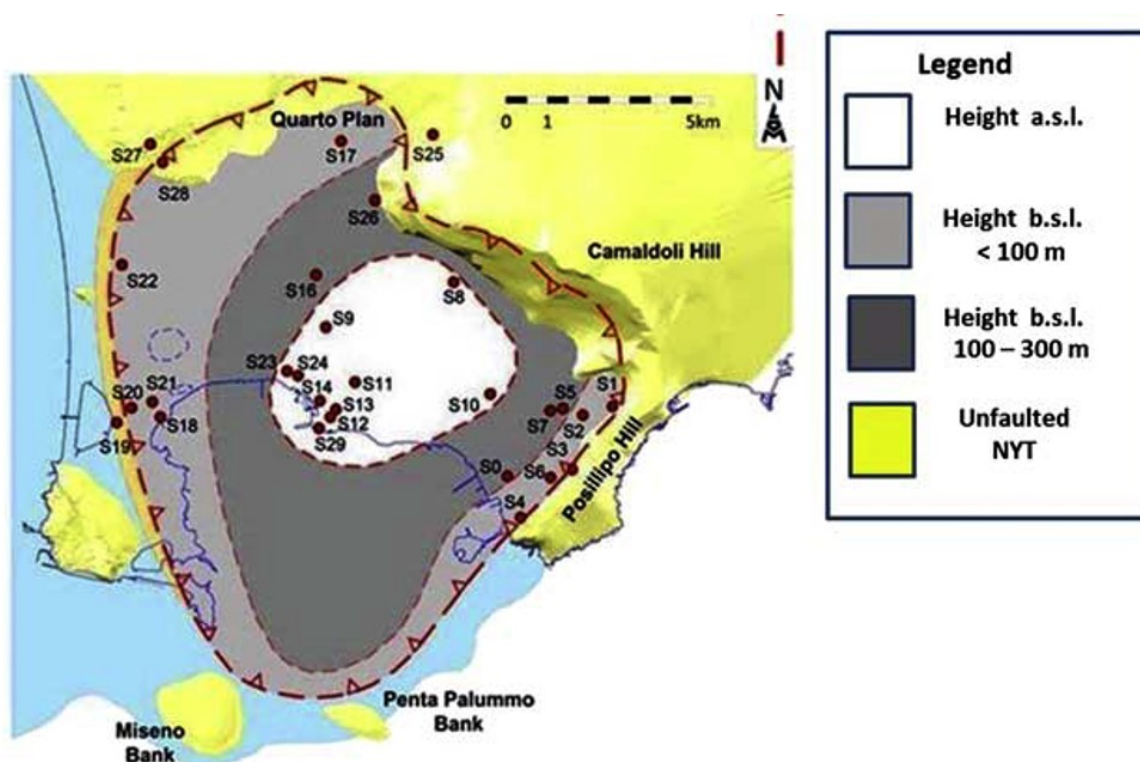 N
0 1 5km
Quarto Plan
S17
S25
S27
S28
S26
Camaldoli Hill
S22
S16
S8
S9
S23
S24
S14
S11
S13
S12
S29
S10
S20
S21
S18
S19
S5
S1
S7
S2
S3
S0
S6
S4
Posillipo Hill
Penta Palummo
Bank
Miseno
Bank
Legend
Height a.s.l.
Height b.s.l.
< 100 m
Height b.s.l.
100 – 300 m
Unfaulted
NYT